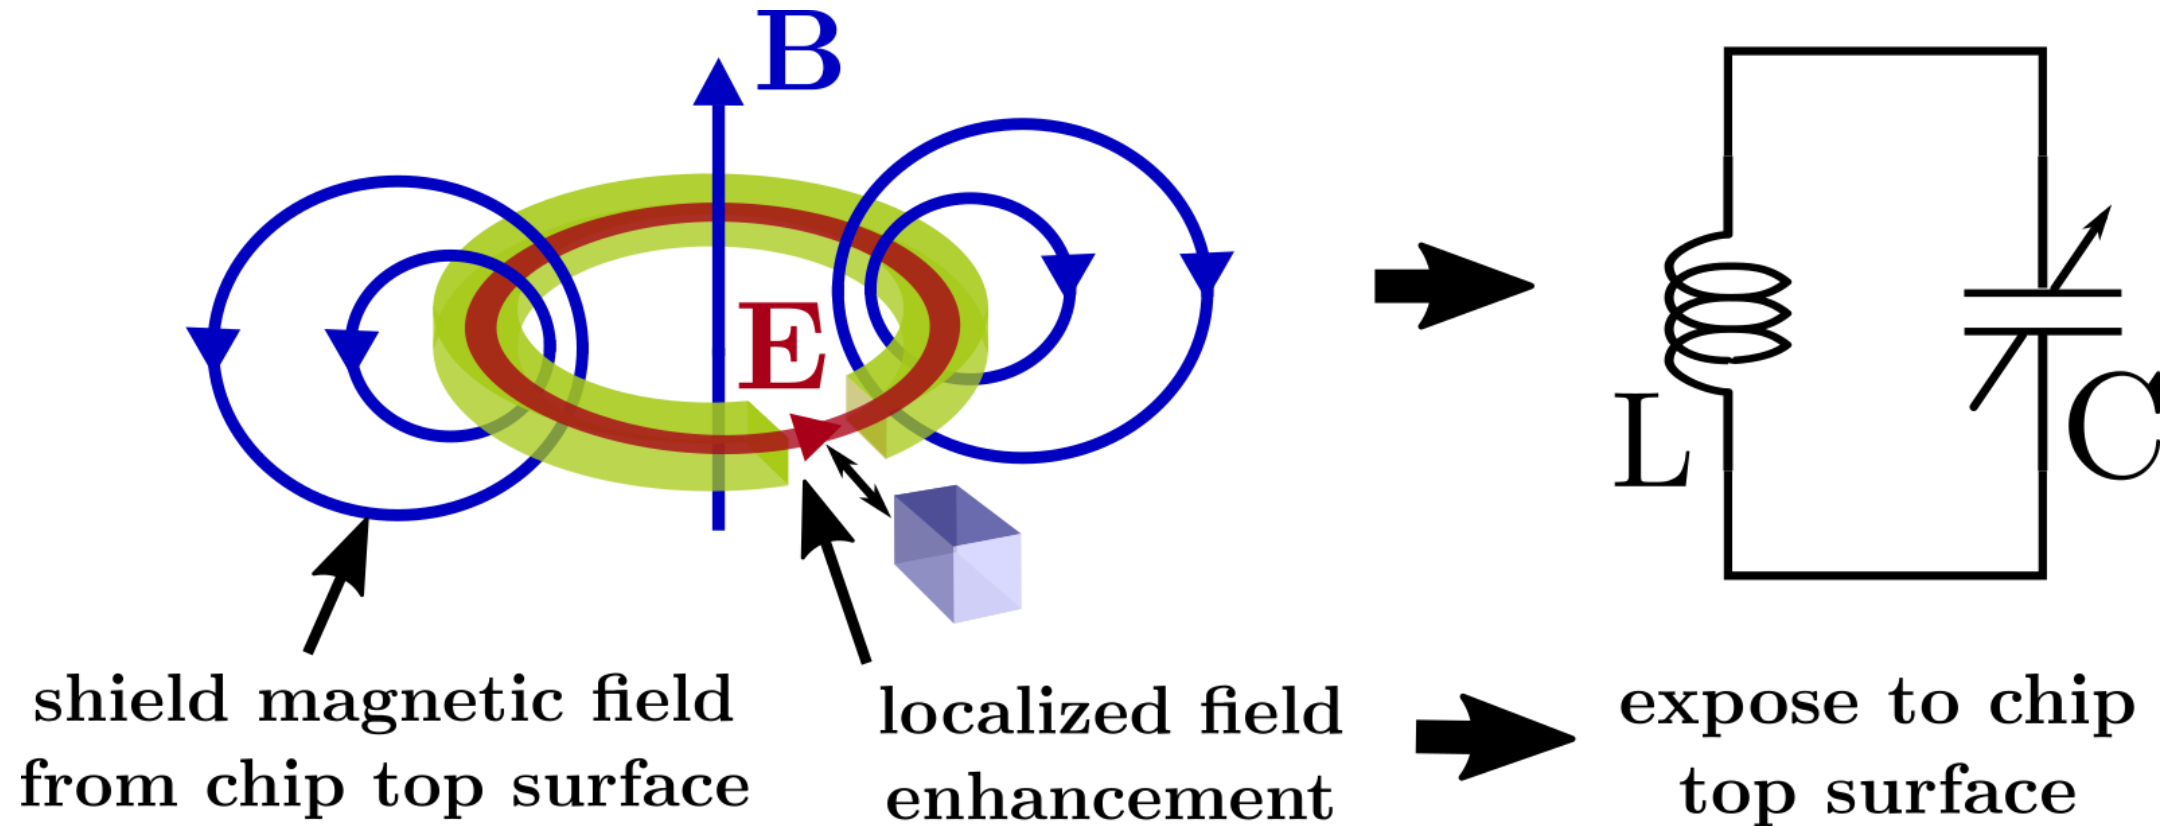 B
E
L
C
shield magnetic field
from chip top surface
localized field
enhancement
expose to chip
top surface